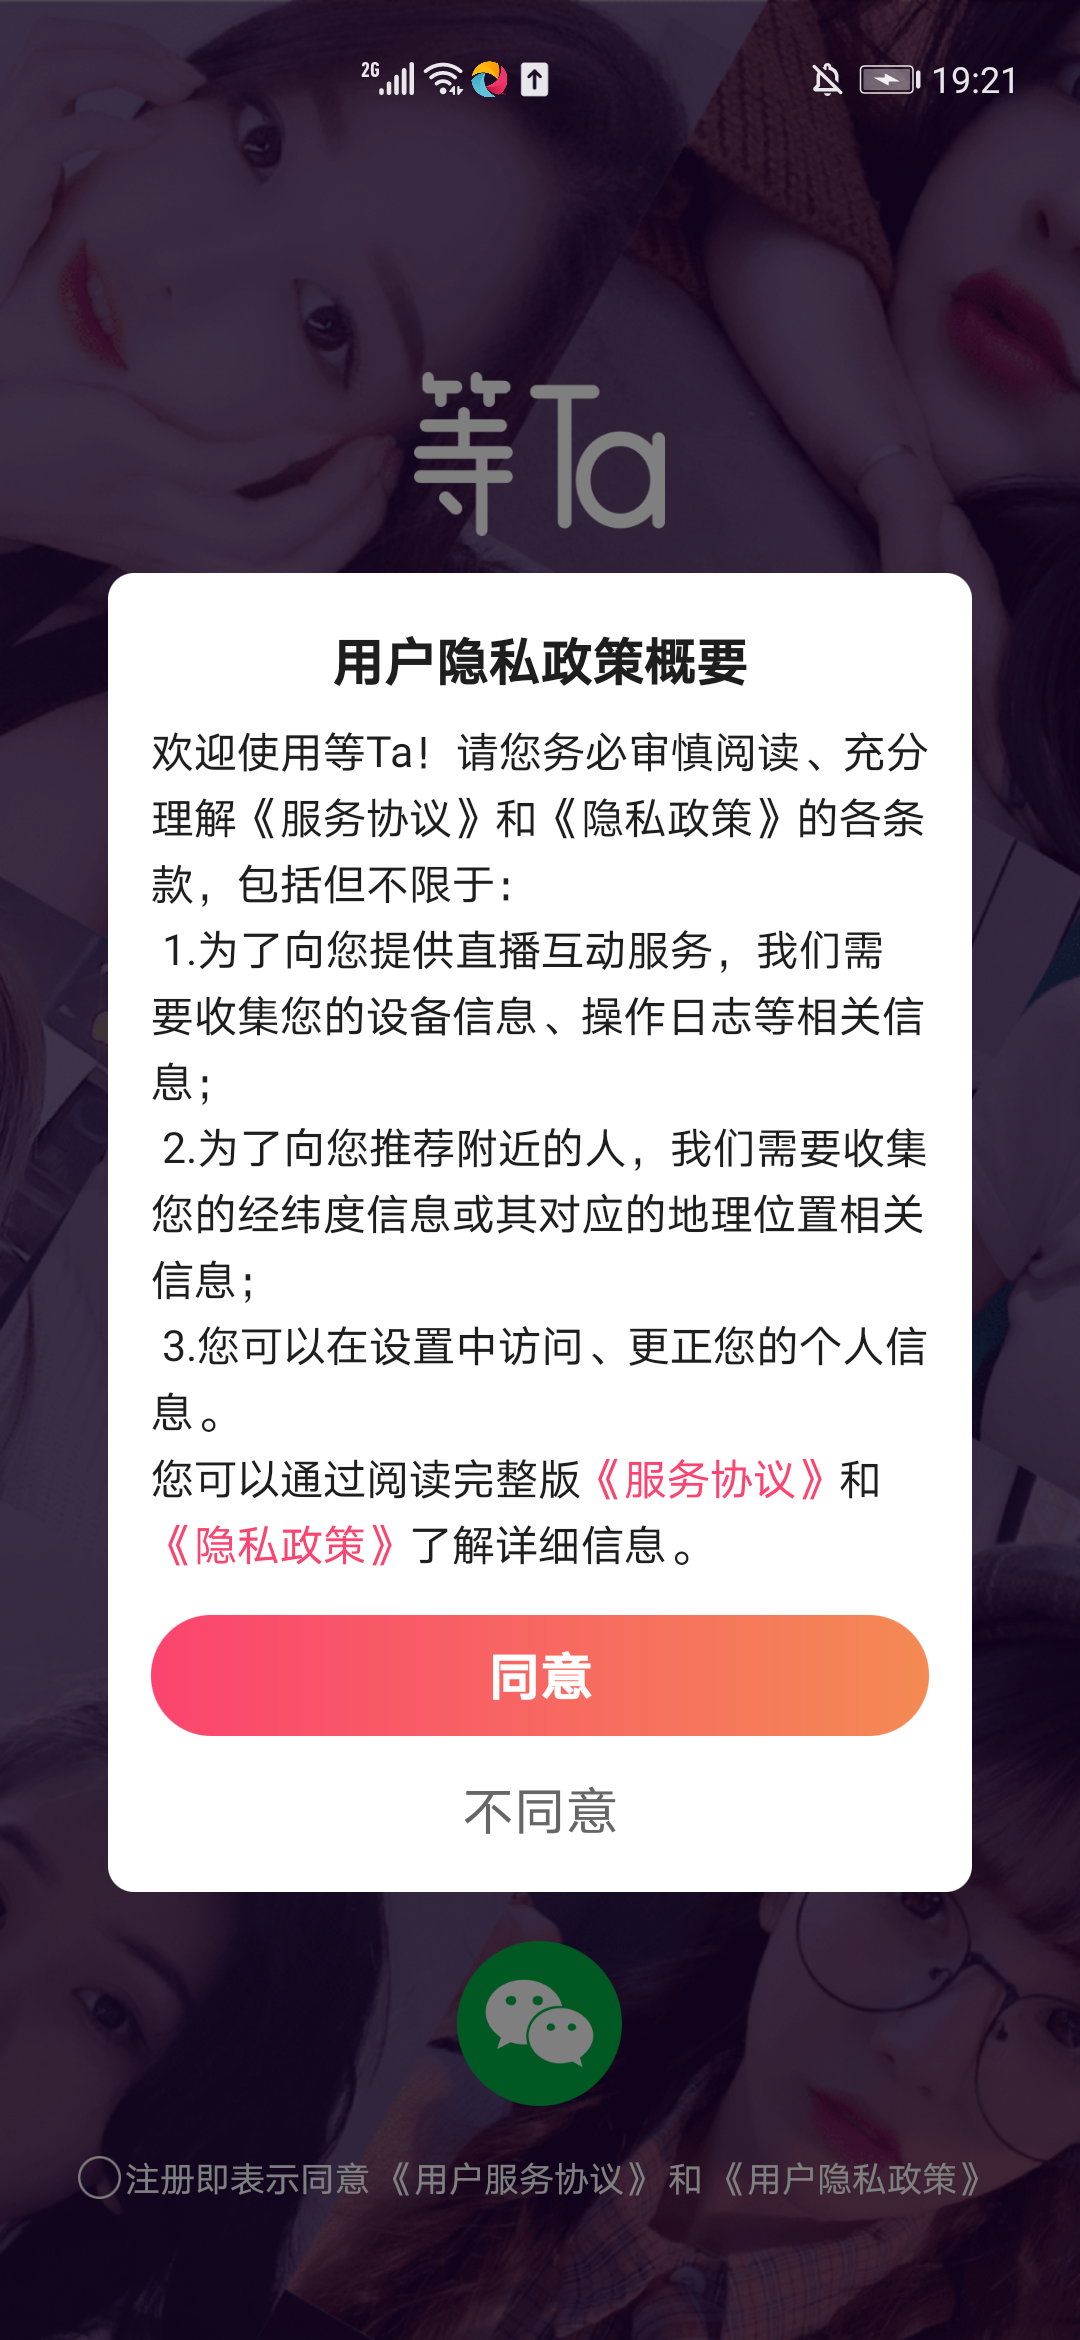 2G
19:21
等Ta
用户隐私政策概要
欢迎使用等Ta！请您务必审慎阅读、充分
理解《服务协议》和《隐私政策》的各条
款，包括但不限于：
1.为了向您提供直播互动服务，我们需
要收集您的设备信息、操作日志等相关信
息；
2.为了向您推荐附近的人，我们需要收集
您的经纬度信息或其对应的地理位置相关
信息；
3.您可以在设置中访问、更正您的个人信
息。
您可以通过阅读完整版《服务协议》和
《隐私政策》了解详细信息。
同意
不同意
注册即表示同意《用户服务协议》和《用户隐私政策》